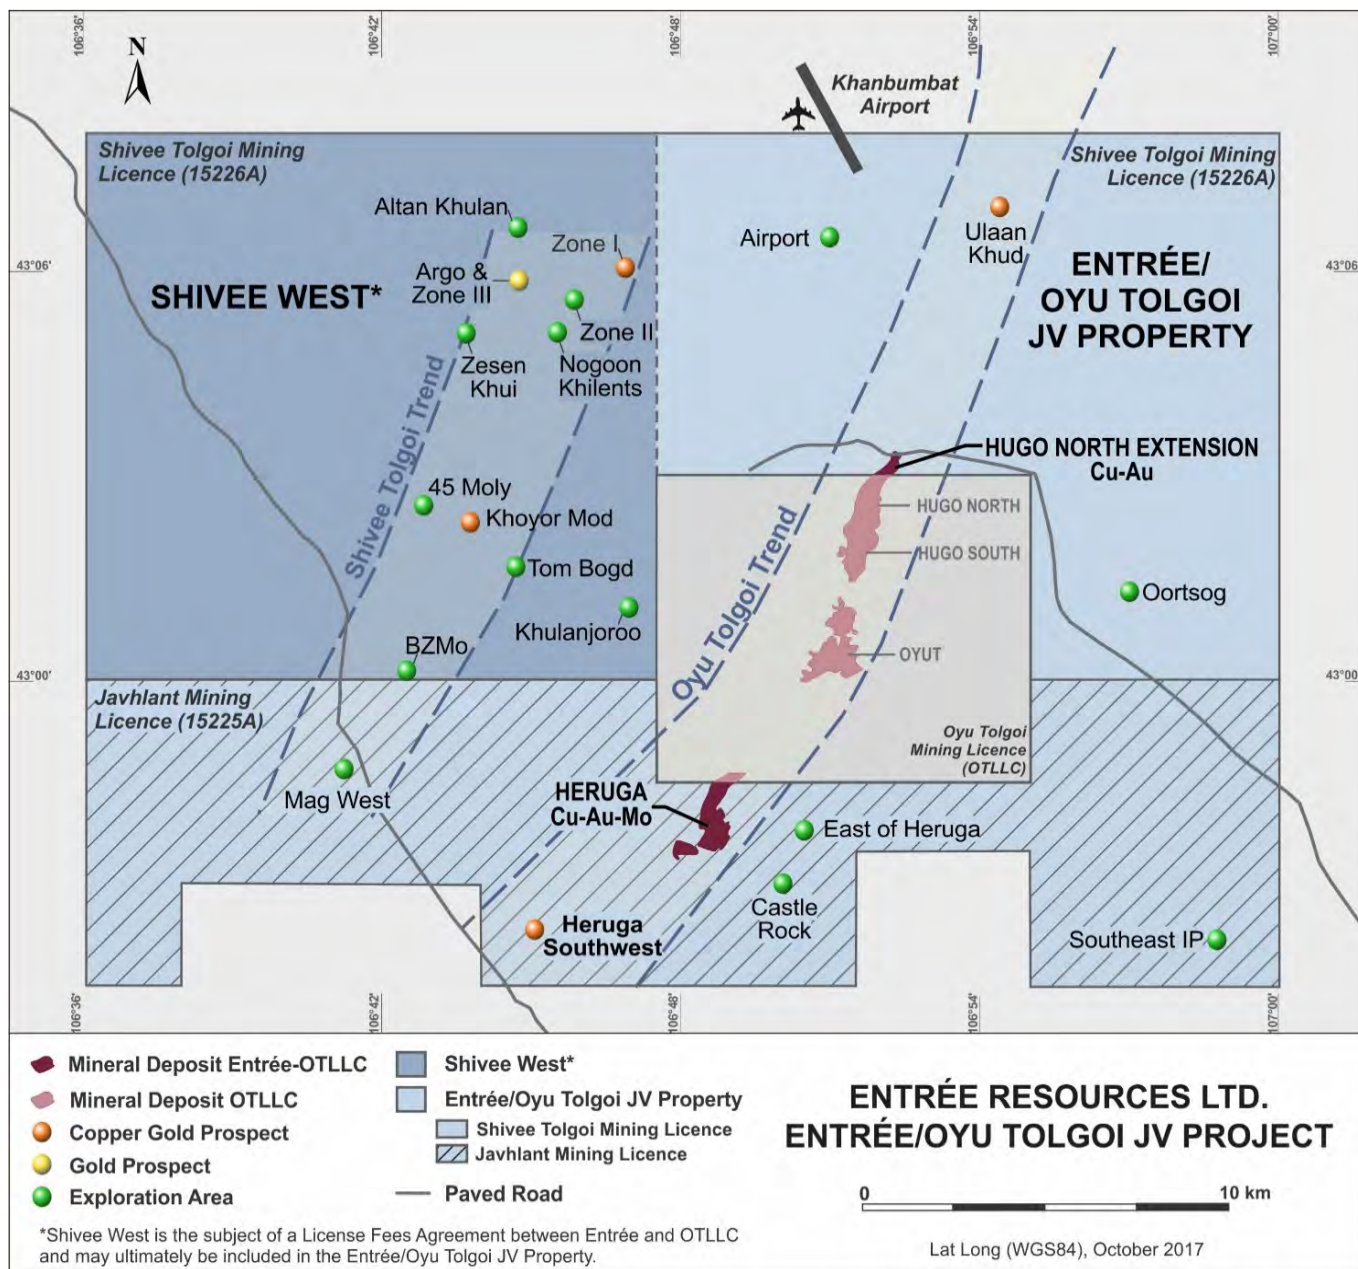 106°36'
106°42'
106°48'
106°54'
107°00'
N
Khanbumbat
Airport
Shivee Tolgoi Mining
Licence (15226A)
Shivee Tolgoi Mining
Licence (15226A)
Altan Khulan
Zone I
Airport
Ulaan
Khud
43°06'
43°06'
Argo &
Zone III
SHIVEE WEST*
ENTRÉE/
OYU TOLGOI
JV PROPERTY
Zone II
Zesen
Khui
Nogoon
Khilents
Shivee Tolgoi Trend
HUGO NORTH EXTENSION
Cu-Au
45 Moly
Khoyor Mod
HUGO NORTH
HUGO SOUTH
Oyu Tolgoi Trend
Tom Bogd
Oortsog
Khulanjoroo
BZMo
OYUT
43°00'
43°00'
Javhlant Mining
Licence (15225A)
Oyu Tolgoi
Mining Licence
(OTLLC)
Mag West
HERUGA
Cu-Au-Mo
East of Heruga
Castle
Rock
Heruga
Southwest
Southeast IP
106°36'
106°42'
106°48'
106°54'
107°00'
Mineral Deposit Entrée-OTLLC
Mineral Deposit OTLLC
Copper Gold Prospect
Gold Prospect
Exploration Area
Shivee West*
Entrée/Oyu Tolgoi JV Property
Shivee Tolgoi Mining Licence
Javhlant Mining Licence
Paved Road
*Shivee West is the subject of a License Fees Agreement between Entrée and OTLLC
and may ultimately be included in the Entrée/Oyu Tolgoi JV Property.
ENTRÉE RESOURCES LTD.
ENTRÉE/OYU TOLGOI JV PROJECT
0 10 km
Lat Long (WGS84), October 2017